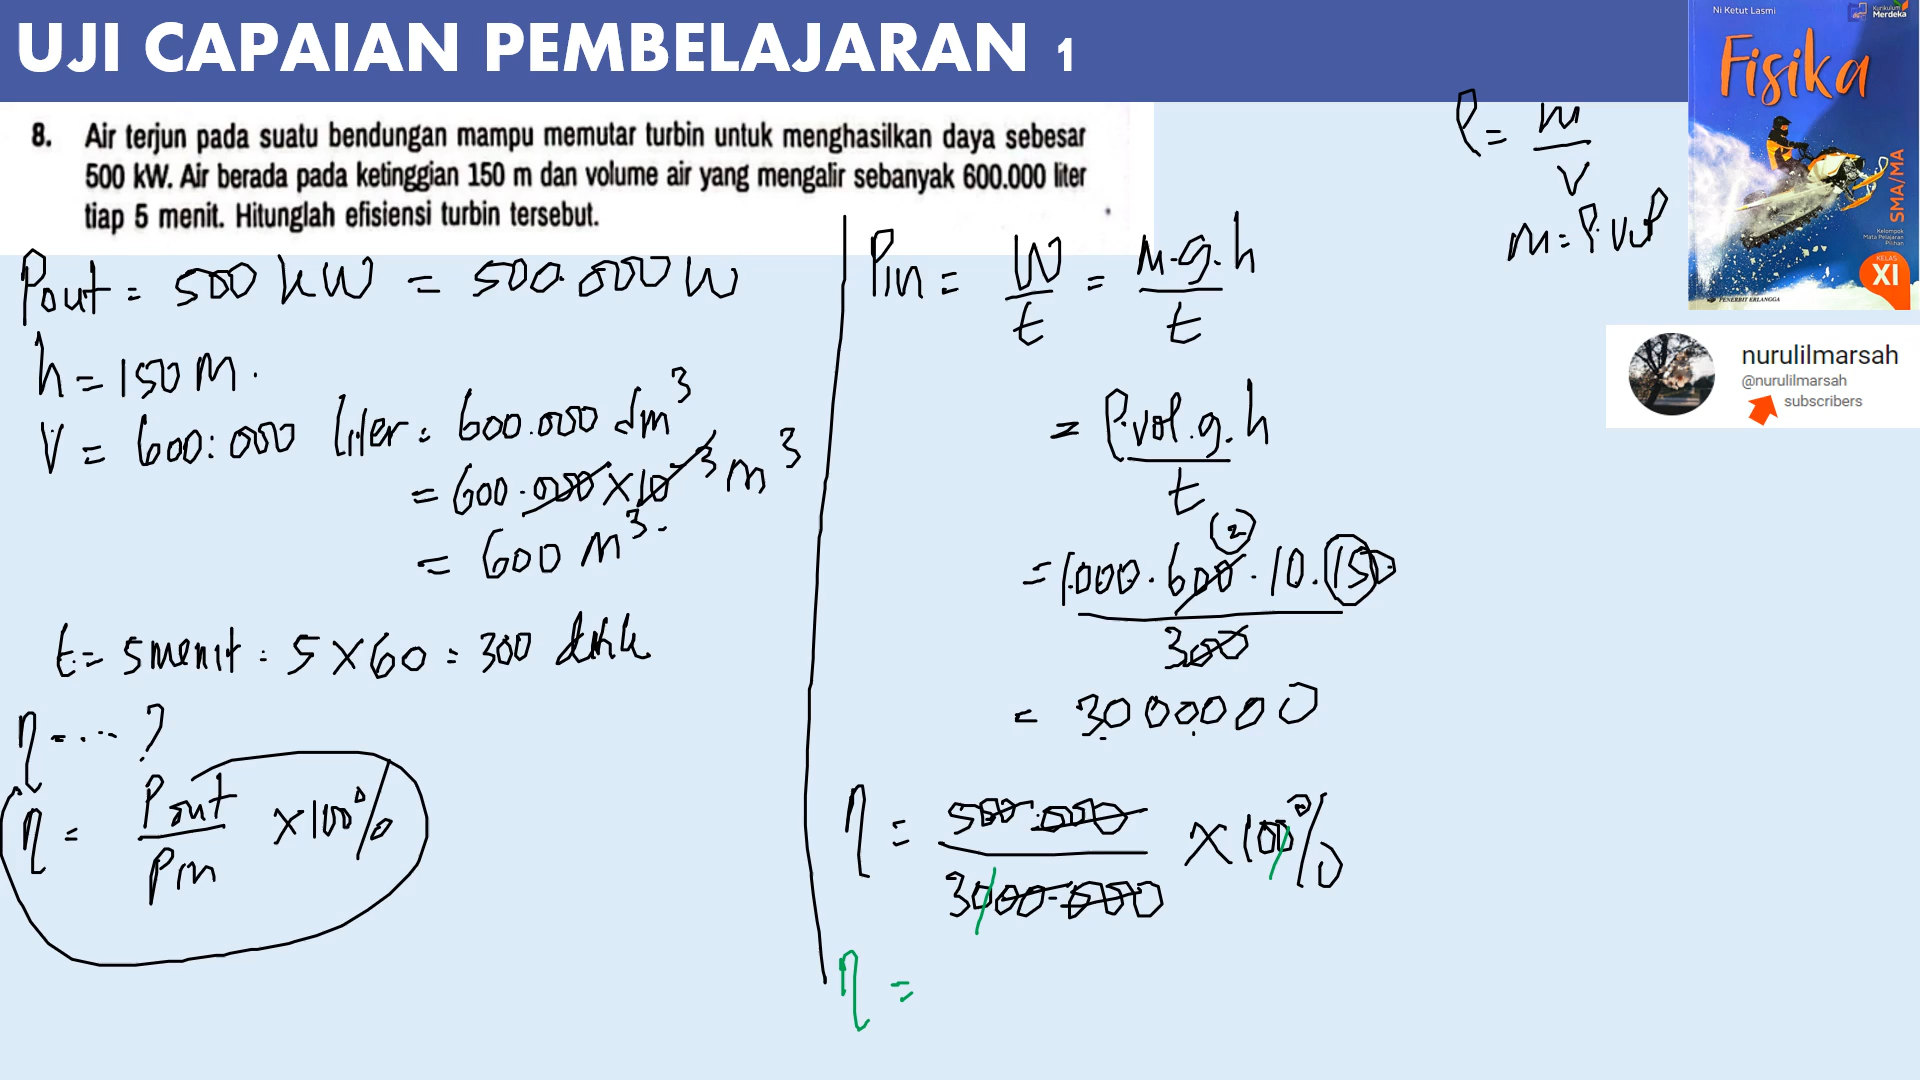 UJI CAPAIAN PEMBELAJARAN 1
8. Air terjun pada suatu bendungan mampu memutar turbin untuk menghasilkan daya sebesar
500 kW. Air berada pada ketinggian 150 m dan volume air yang mengalir sebanyak 600.000 liter
tiap 5 menit. Hitunglah efisiensi turbin tersebut.
Pout = 500 kW = 500.000 W
h = 150 m.
V = 600.000 liter = 600.000 dm³
= 600.000 × 10⁻³ m³
= 600 m³.
t = 5 menit = 5 × 60 = 300
η = ... ?
η = Pout / Pin × 100%
Pin = W / t = m.g.h / t
= ρ.vol.g.h / t
= 1.000 . 600 . 10 . 150 / 300
2
= 3000000
η = 500.000 / 3000.000 × 100%
η =
ρ = m / V
m = ρ.vol
Ni Ketut Lasmi
Kurikulum
Merdeka
Fisika
SMA/MA
Kelompok
Mata Pelajaran
Pilihan
KELAS
XI
PENERBIT ERLANGGA
nurulilmarsah
@nurulilmarsah
subscribers